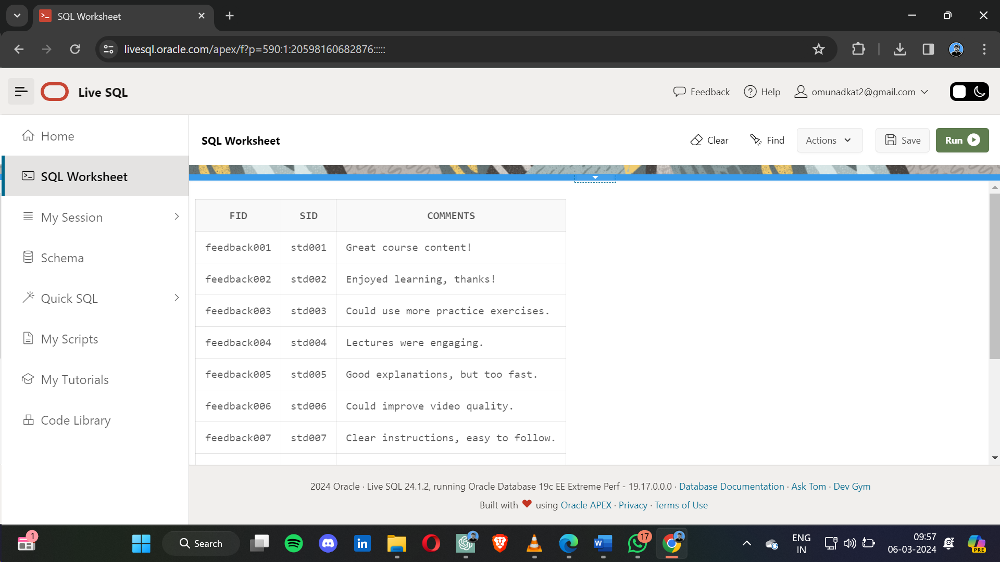 SQL Worksheet
livesql.oracle.com/apex/f?p=590:1:20598160682876:::::
Live SQL
Feedback
Help
omunadkat2@gmail.com
Home
SQL Worksheet
My Session
Schema
Quick SQL
My Scripts
My Tutorials
Code Library
SQL Worksheet
Clear
Find
Actions
Save
Run
FID SID COMMENTS
feedback001 std001 Great course content!
feedback002 std002 Enjoyed learning, thanks!
feedback003 std003 Could use more practice exercises.
feedback004 std004 Lectures were engaging.
feedback005 std005 Good explanations, but too fast.
feedback006 std006 Could improve video quality.
feedback007 std007 Clear instructions, easy to follow.
2024 Oracle · Live SQL 24.1.2, running Oracle Database 19c EE Extreme Perf - 19.17.0.0.0 · Database Documentation · Ask Tom · Dev Gym
Built with ❤ using Oracle APEX · Privacy · Terms of Use
1
Search
in
W
17
ENG
IN
09:57
06-03-2024
PRE